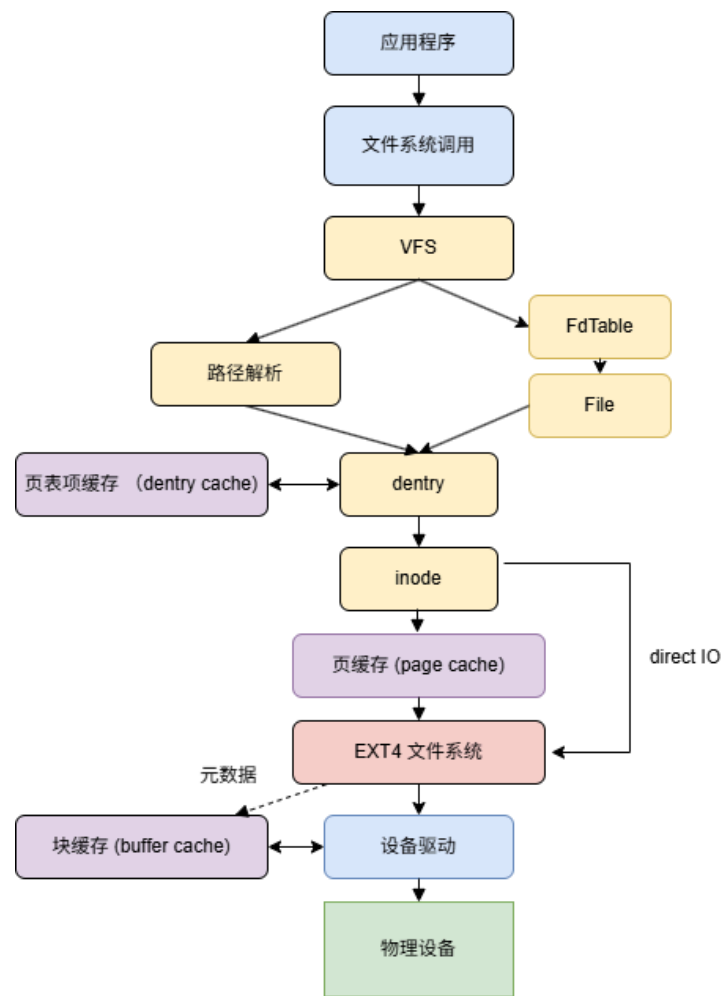 应用程序
文件系统调用
VFS
FdTable
路径解析
File
页表项缓存 （dentry cache)
dentry
inode
direct IO
页缓存 (page cache)
EXT4 文件系统
元数据
块缓存 (buffer cache)
设备驱动
物理设备